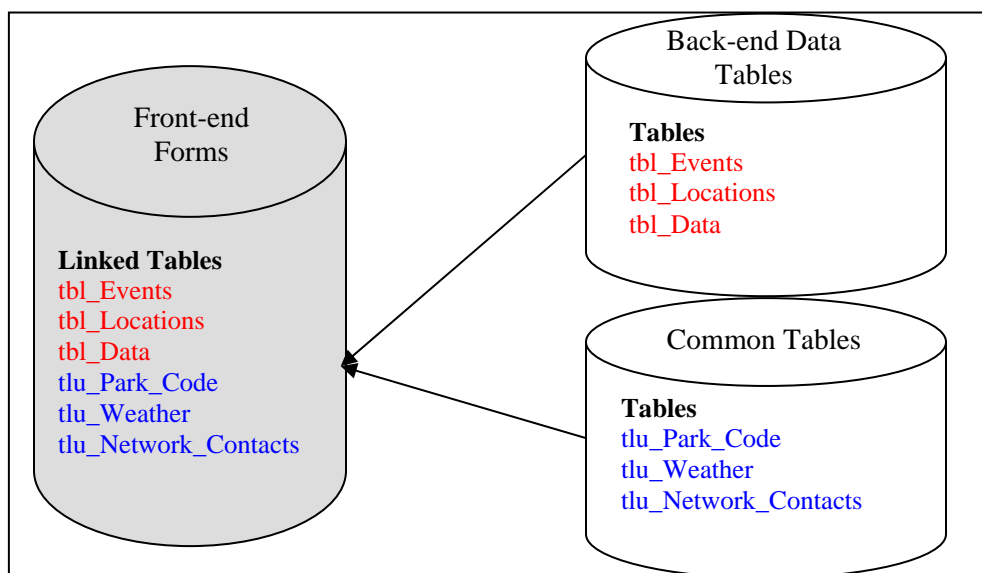 Front-end
Forms
Linked Tables
tbl_Events
tbl_Locations
tbl_Data
tlu_Park_Code
tlu_Weather
tlu_Network_Contacts
Back-end Data
Tables
Tables
tbl_Events
tbl_Locations
tbl_Data
Common Tables
Tables
tlu_Park_Code
tlu_Weather
tlu_Network_Contacts